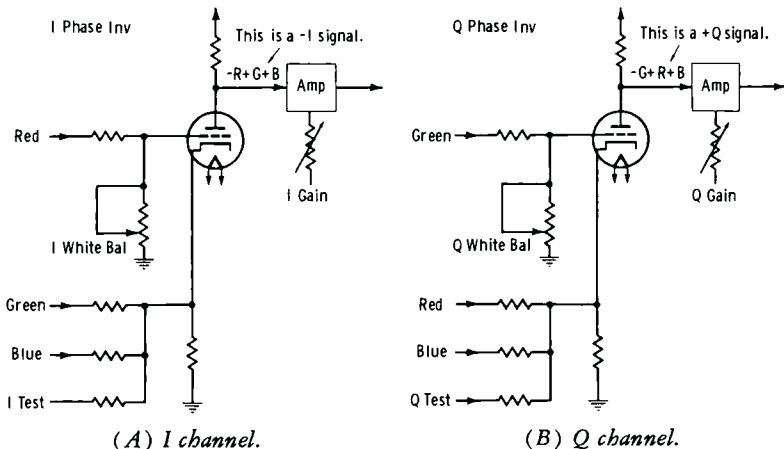 I Phase Inv
This is a -I signal.
-R+G+B
Amp
Red
I Gain
I White Bal
Green
Blue
I Test
(A) I channel.
Q Phase Inv
This is a +Q signal.
-G+R+B
Amp
Green
Q Gain
Q White Bal
Red
Blue
Q Test
(B) Q channel.